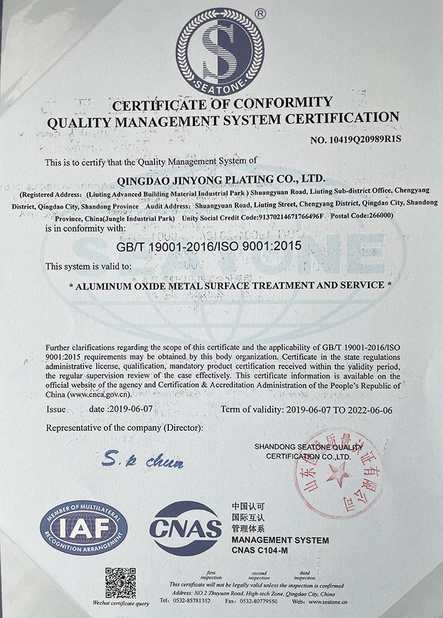 ®
S
SEATONE
CERTIFICATE OF CONFORMITY
QUALITY MANAGEMENT SYSTEM CERTIFICATION
NO. 10419Q20989R1S
This is to certify that the Quality Management System of
QINGDAO JINYONG PLATING CO., LTD.
(Registered Address: (Liuting Advanced Building Material Industrial Park ) Shuangyuan Road, Liuting Sub-district Office, Chengyang
District, Qingdao City, Shandong Province Audit Address: Shuangyuan Road, Liuting Street, Chengyang District, Qingdao City, Shandong
Province, China(Jungle Industrial Park) Unity Social Credit Code:91370214671766496F Postal Code:266000)
is in conformity with:
GB/T 19001-2016/ISO 9001:2015
SEATONE
This system is valid to:
* ALUMINUM OXIDE METAL SURFACE TREATMENT AND SERVICE *
Further clarifications regarding the scope of this certificate and the applicability of GB/T 19001-2016/ISO
9001:2015 requirements may be obtained by this body organization. Certificate in the state regulations
administrative license, qualification, mandatory product certification received within the validity period,
the regular supervision review of the case effectively. This certificate information is available on the
official website of the agency and Certification & Accreditation Administration of the People's Republic of
China (www.cnca.gov.cn).
Issue date :2019-06-07 Term of validity: 2019-06-07 TO 2022-06-06
Representative of the company (Director):
SHANDONG SEATONE QUALITY
CERTIFICATION CO.,LTD.
MEMBER OF MULTILATERAL
IAF
RECOGNITION ARRANGEMENT
CNAS
中国认可
国际互认
管理体系
MANAGEMENT SYSTEM
CNAS C104-M
first second third
inspection inspection inspection
This certificate will not be legally valid unless the inspection is confirmed
Address: NO.2 Zhuyuan Road, High-tech Zone, Qingdao City, China
Wechat certificate query
Tel: 0532-85781352 Fax: 0532-80779550 Web: www.seatone.cn